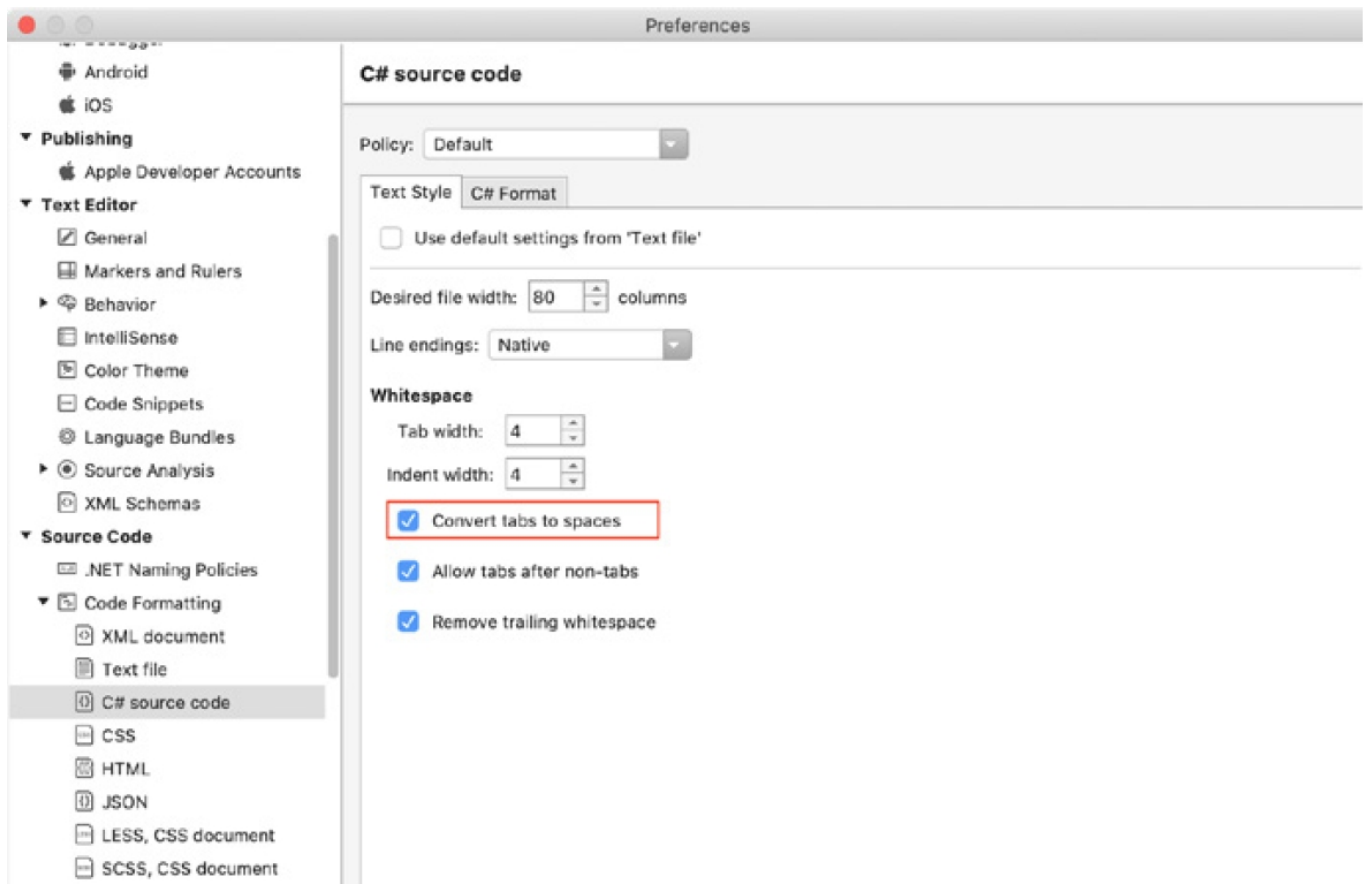 Preferences
Android
iOS
Publishing
Apple Developer Accounts
Text Editor
General
Markers and Rulers
Behavior
IntelliSense
Color Theme
Code Snippets
Language Bundles
Source Analysis
XML Schemas
Source Code
.NET Naming Policies
Code Formatting
XML document
Text file
C# source code
CSS
HTML
JSON
LESS, CSS document
SCSS, CSS document
C# source code
Policy: Default
Text Style C# Format
Use default settings from 'Text file'
Desired file width: 80 columns
Line endings: Native
Whitespace
Tab width: 4
Indent width: 4
Convert tabs to spaces
Allow tabs after non-tabs
Remove trailing whitespace